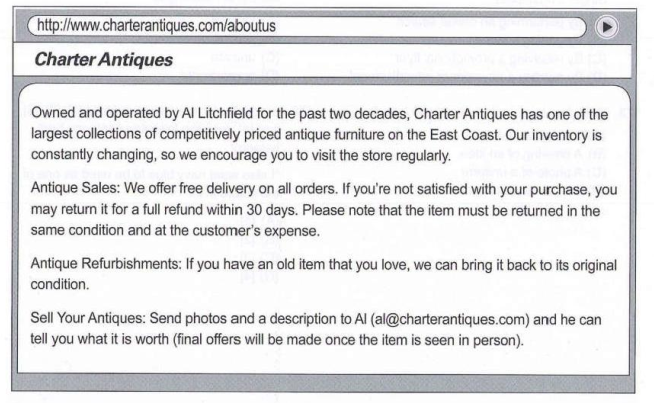 http://www.charterantiques.com/aboutus
Charter Antiques
Owned and operated by Al Litchfield for the past two decades, Charter Antiques has one of the
largest collections of competitively priced antique furniture on the East Coast. Our inventory is
constantly changing, so we encourage you to visit the store regularly.
Antique Sales: We offer free delivery on all orders. If you're not satisfied with your purchase, you
may return it for a full refund within 30 days. Please note that the item must be returned in the
same condition and at the customer's expense.
Antique Refurbishments: If you have an old item that you love, we can bring it back to its original
condition.
Sell Your Antiques: Send photos and a description to Al (al@charterantiques.com) and he can
tell you what it is worth (final offers will be made once the item is seen in person).